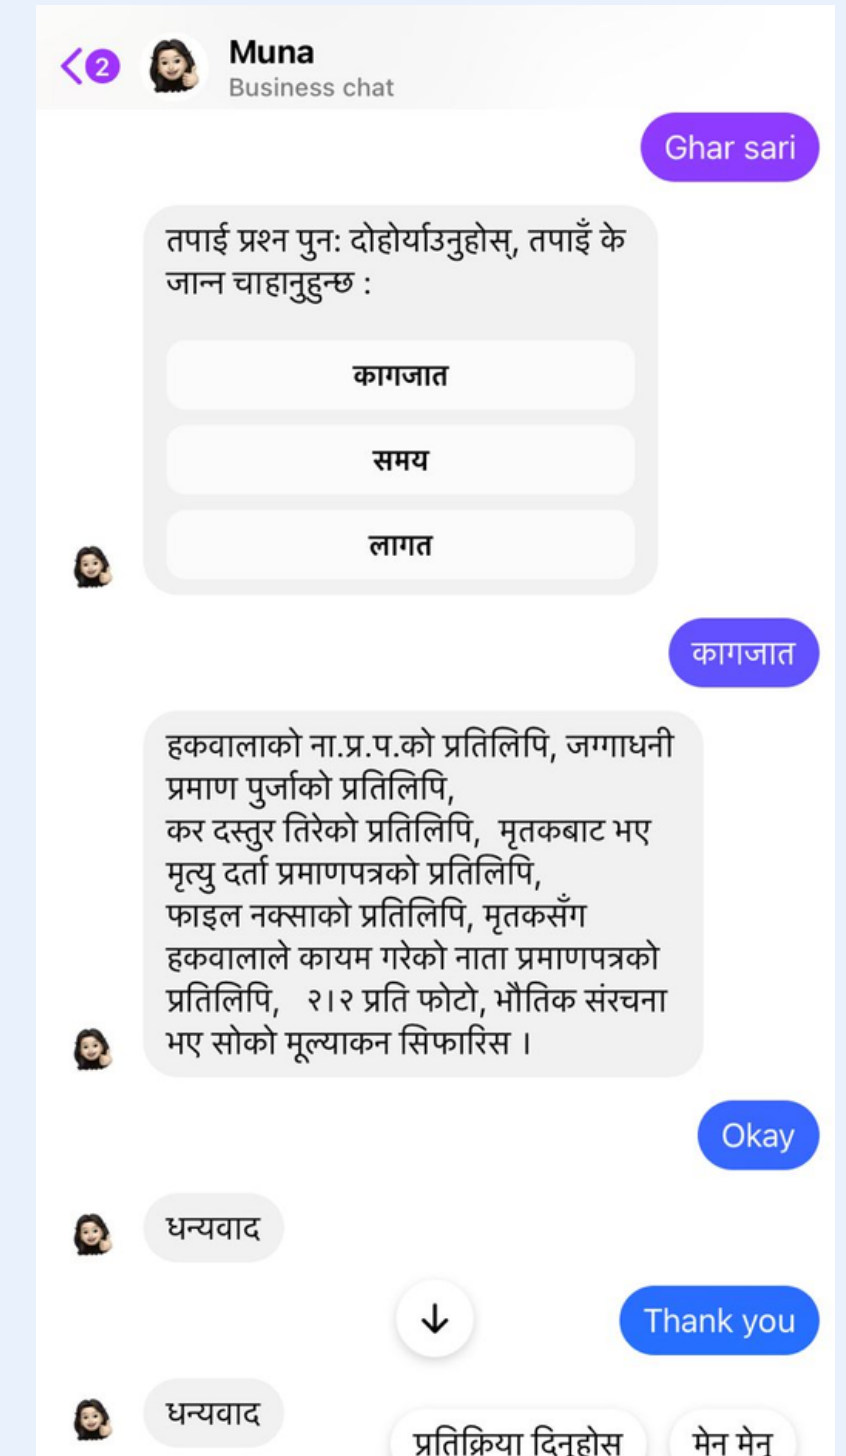 2
Muna
Business chat
Ghar sari
तपाई प्रश्न पुन: दोहोर्याउनुहोस्, तपाइँ के
जान्न चाहानुहुन्छ :
कागजात
समय
लागत
कागजात
हकवालाको ना.प्र.प.को प्रतिलिपि, जग्गाधनी
प्रमाण पुर्जाको प्रतिलिपि,
कर दस्तुर तिरेको प्रतिलिपि, मृतकबाट भए
मृत्यु दर्ता प्रमाणपत्रको प्रतिलिपि,
फाइल नक्साको प्रतिलिपि, मृतकसँग
हकवालाले कायम गरेको नाता प्रमाणपत्रको
प्रतिलिपि, २।२ प्रति फोटो, भौतिक संरचना
भए सोको मूल्याकन सिफारिस ।
Okay
धन्यवाद
Thank you
धन्यवाद
प्रतिक्रिया दिनुहोस मेन मेनु